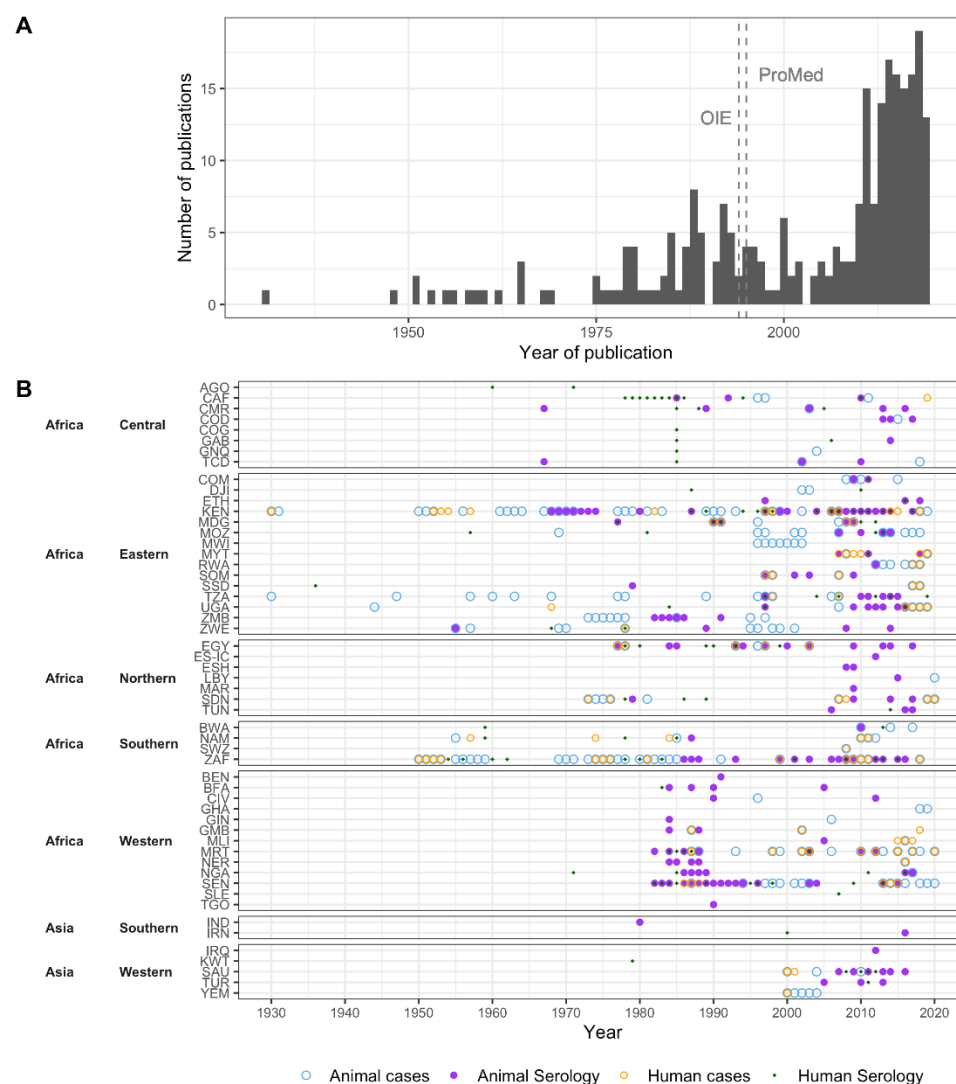 A
ProMed
OIE
Number of publications
15
10
5
0
1950
1975
2000
Year of publication
B
Africa Central
AGO
CAF
CMR
COD
COG
GAB
GNQ
TCD
Africa Eastern
COM
DJI
ETH
KEN
MDG
MOZ
MWI
MYT
RWA
SOM
SSD
TZA
UGA
ZMB
ZWE
Africa Northern
EGY
ES-IC
ESH
LBY
MAR
SDN
TUN
Africa Southern
BWA
NAM
SWZ
ZAF
Africa Western
BEN
BFA
CIV
GHA
GIN
GMB
MLI
MRT
NER
NGA
SEN
SLE
TGO
Asia Southern
IND
IRN
Asia Western
IRQ
KWT
SAU
TUR
YEM
1930 1940 1950 1960 1970 1980 1990 2000 2010 2020
Year
Animal cases Animal Serology Human cases Human Serology